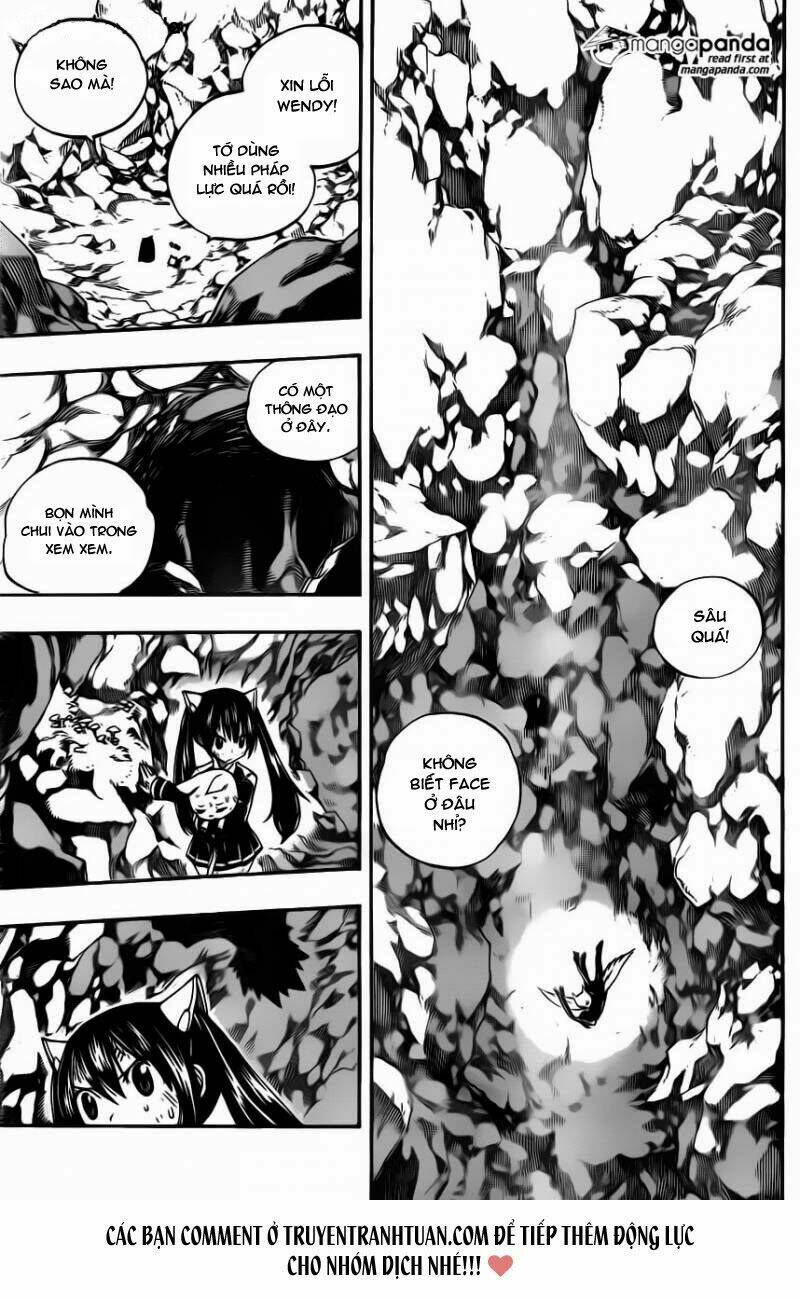 mangapanda
read first at
mangapanda.com
SÂU
QUÁ!
KHÔNG
BIẾT FACE
Ở ĐÂU
NHỈ?
XIN LỖI
WENDY!
TỚ DÙNG
NHIỀU PHÁP
LỰC QUÁ RỒI!
KHÔNG
SAO MÀ!
CÓ MỘT
THÔNG ĐẠO
Ở ĐÂY.
BỌN MÌNH
CHUI VÀO TRONG
XEM XEM.
CÁC BẠN COMMENT Ở TRUYENTRANHTUAN.COM ĐỂ TIẾP THÊM ĐỘNG LỰC
CHO NHÓM DỊCH NHÉ!!! ❤